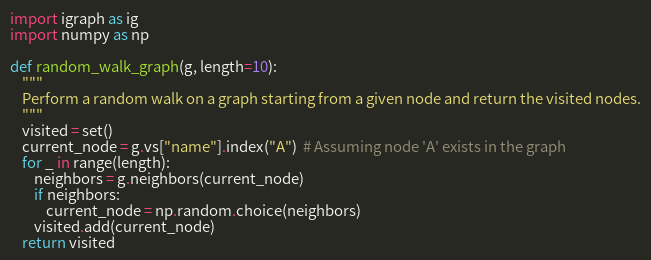 import igraph as ig
import numpy as np
def random_walk_graph(g, length=10):
"""
Perform a random walk on a graph starting from a given node and return the visited nodes.
"""
visited = set()
current_node = g.vs["name"].index("A")  # Assuming node 'A' exists in the graph
for _ in range(length):
neighbors = g.neighbors(current_node)
if neighbors:
current_node = np.random.choice(neighbors)
visited.add(current_node)
return visited